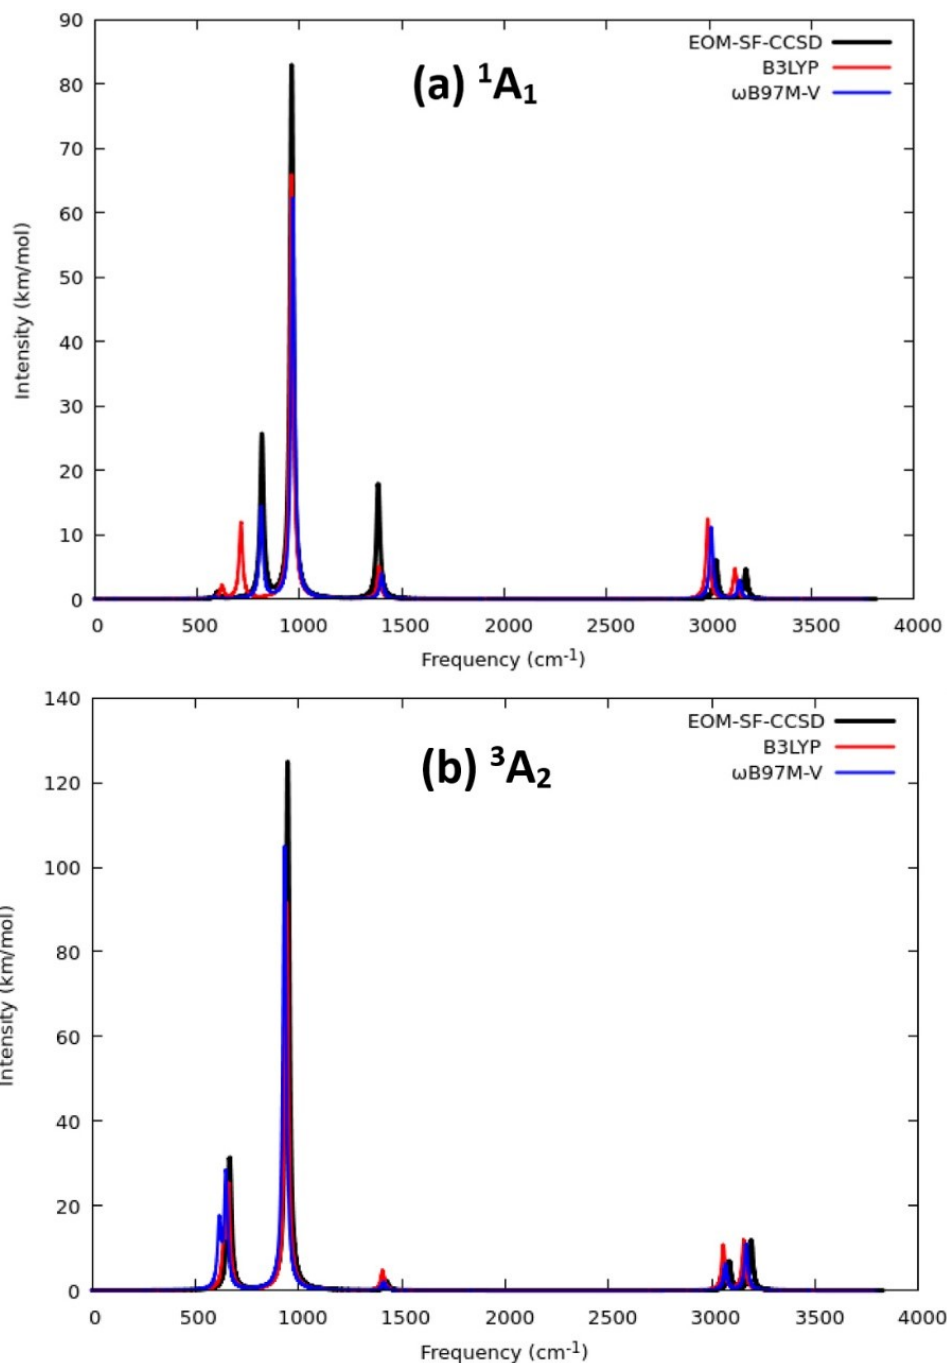 90
80
70
60
50
40
30
20
10
0
Intensity (km/mol)
(a) ¹A₁
EOM-SF-CCSD
B3LYP
ωB97M-V
0 500 1000 1500 2000 2500 3000 3500 4000
Frequency (cm⁻¹)
140
120
100
80
60
40
20
0
Intensity (km/mol)
(b) ³A₂
EOM-SF-CCSD
B3LYP
ωB97M-V
0 500 1000 1500 2000 2500 3000 3500 4000
Frequency (cm⁻¹)